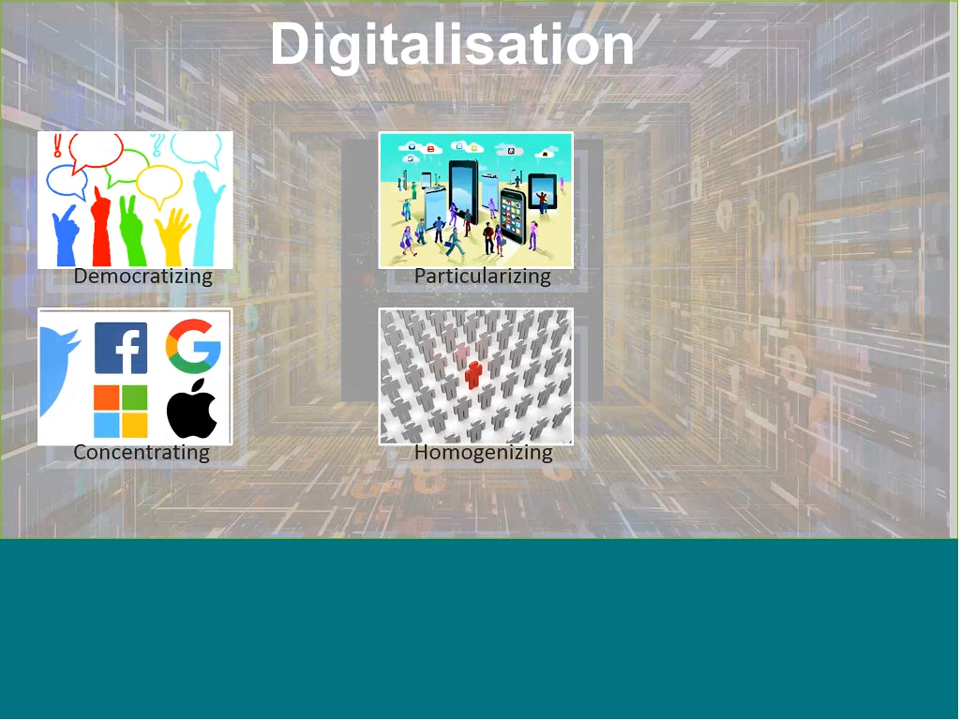 Digitalisation
Democratizing
Particularizing
Concentrating
Homogenizing